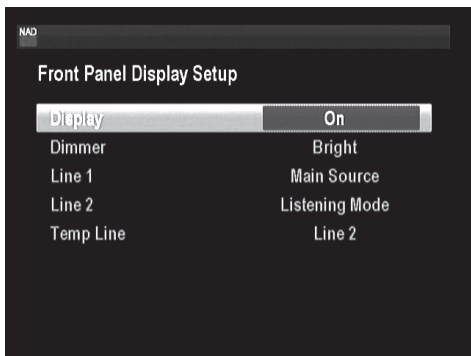 NAD
Front Panel Display Setup
Display On
Dimmer Bright
Line 1 Main Source
Line 2 Listening Mode
Temp Line Line 2